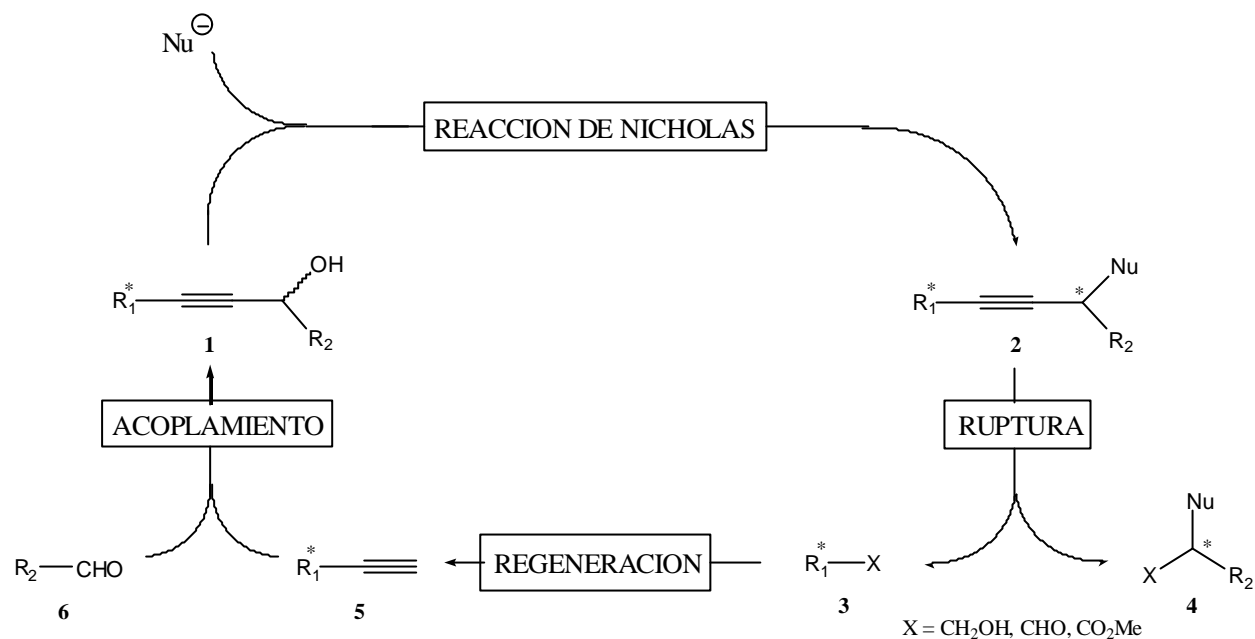 Nu⊖
REACCION DE NICHOLAS
OH
R1*
R2
1
Nu
R1*
*
R2
2
ACOPLAMIENTO
RUPTURA
R2 CHO
6
R1*
5
REGENERACION
R1* X
3
Nu
*
X R2
4
X = CH2OH, CHO, CO2Me